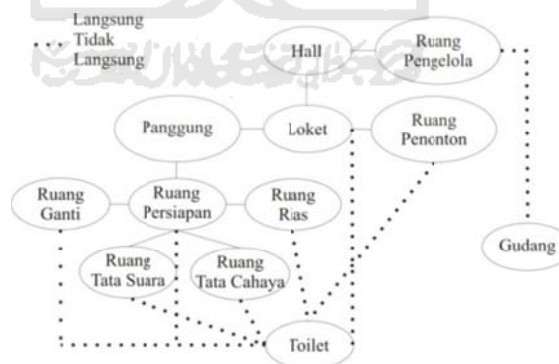 Langsung
Tidak
Langsung
Hall
Ruang
Pengelola
Panggung
Loket
Ruang
Penonton
Ruang
Ganti
Ruang
Persiapan
Ruang
Rias
Gudang
Ruang
Tata Suara
Ruang
Tata Cahaya
Toilet